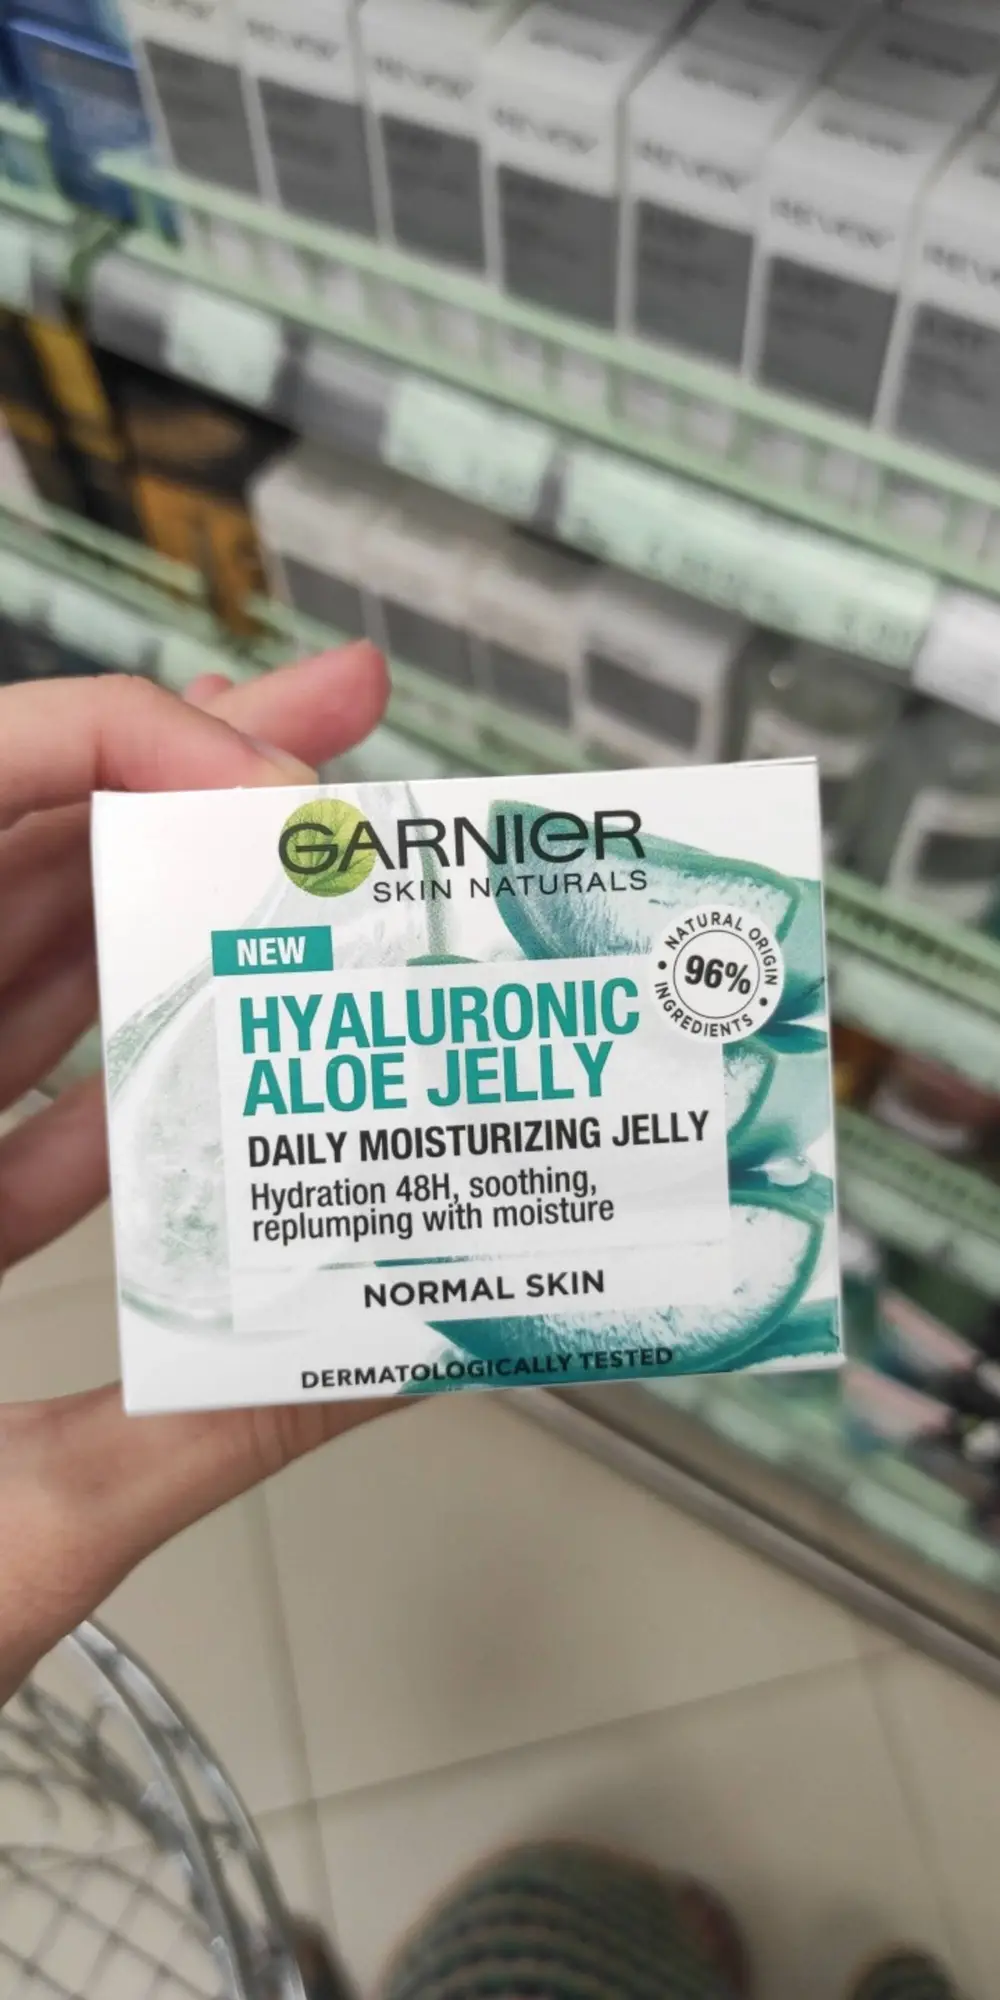 GARNIER
SKIN NATURALS
NEW
NATURAL ORIGIN
96%
INGREDIENTS
HYALURONIC
ALOE JELLY
DAILY MOISTURIZING JELLY
Hydration 48H, soothing,
replumping with moisture
NORMAL SKIN
DERMATOLOGICALLY TESTED